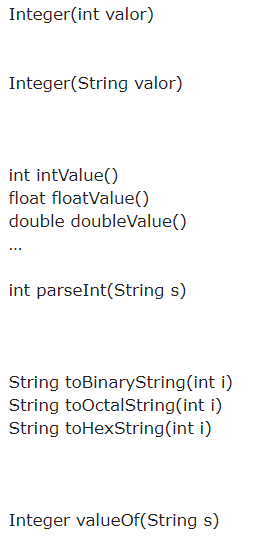 Integer(int valor)
Integer(String valor)
int intValue()
float floatValue()
double doubleValue()
...
int parseInt(String s)
String toBinaryString(int i)
String toOctalString(int i)
String toHexString(int i)
Integer valueOf(String s)